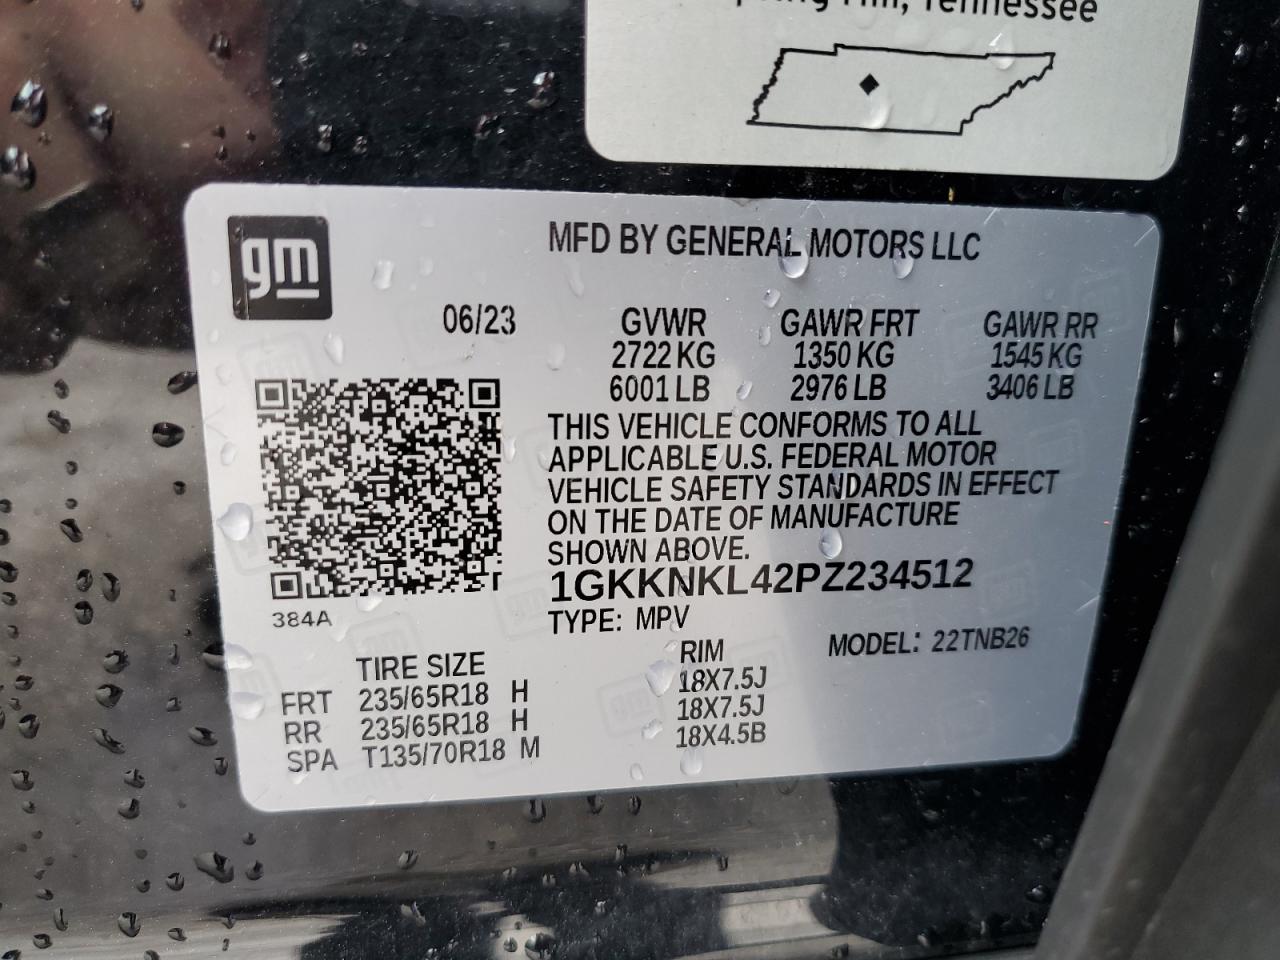 Hill, Tennessee
gm
MFD BY GENERAL MOTORS LLC
06/23
GVWR GAWR FRT GAWR RR
2722 KG 1350 KG 1545 KG
6001 LB 2976 LB 3406 LB
THIS VEHICLE CONFORMS TO ALL
APPLICABLE U.S. FEDERAL MOTOR
VEHICLE SAFETY STANDARDS IN EFFECT
ON THE DATE OF MANUFACTURE
SHOWN ABOVE.
1GKKNKL42PZ234512
384A
TYPE: MPV
MODEL: 22TNB26
TIRE SIZE RIM
FRT 235/65R18 H 18X7.5J
RR 235/65R18 H 18X7.5J
SPA T135/70R18 M 18X4.5B